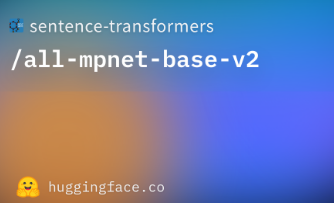 sentence-transformers
/all-mpnet-base-v2
huggingface.co